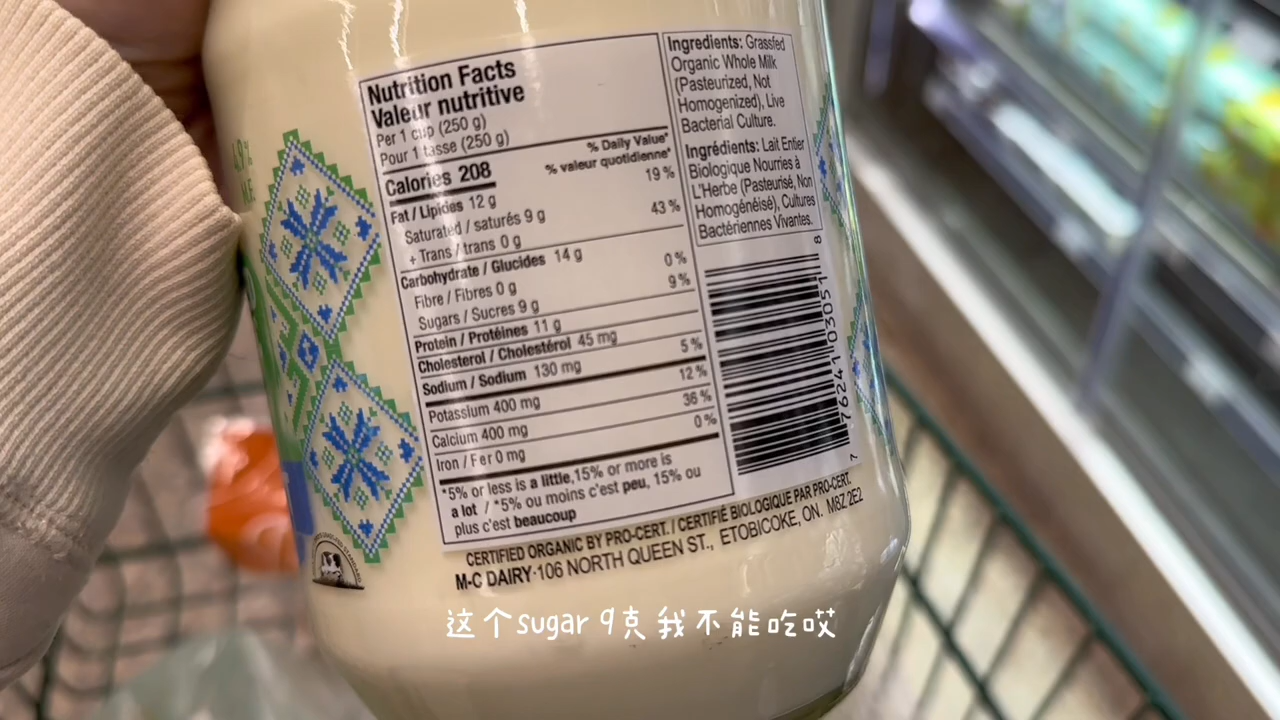 Nutrition Facts
Valeur nutritive
Per 1 cup (250 g)
Pour 1 tasse (250 g)
% Daily Value*
% valeur quotidienne*
Calories 208
Fat / Lipides 12 g 19 %
Saturated / saturés 9 g
+ Trans / trans 0 g 43 %
Carbohydrate / Glucides 14 g
Fibre / Fibres 0 g 0 %
Sugars / Sucres 9 g 9 %
Protein / Protéines 11 g
Cholesterol / Cholestérol 45 mg
Sodium / Sodium 130 mg 5 %
Potassium 400 mg 12 %
Calcium 400 mg 36 %
Iron / Fer 0 mg 0 %
*5% or less is a little,15% or more is
a lot / *5% ou moins c'est peu, 15% ou
plus c'est beaucoup
Ingredients: Grassfed
Organic Whole Milk
(Pasteurized, Not
Homogenized), Live
Bacterial Culture.
Ingrédients: Lait Entier
Biologique Nourries à
L'Herbe (Pasteurisé, Non
Homogénéisé), Cultures
Bactériennes Vivantes.
7 76241 03051 8
CERTIFIED ORGANIC BY PRO-CERT. / CERTIFIÉ BIOLOGIQUE PAR PRO-CERT.
M-C DAIRY·106 NORTH QUEEN ST., ETOBICOKE, ON. M8Z 2E2
这个sugar 9克 我不能吃哎